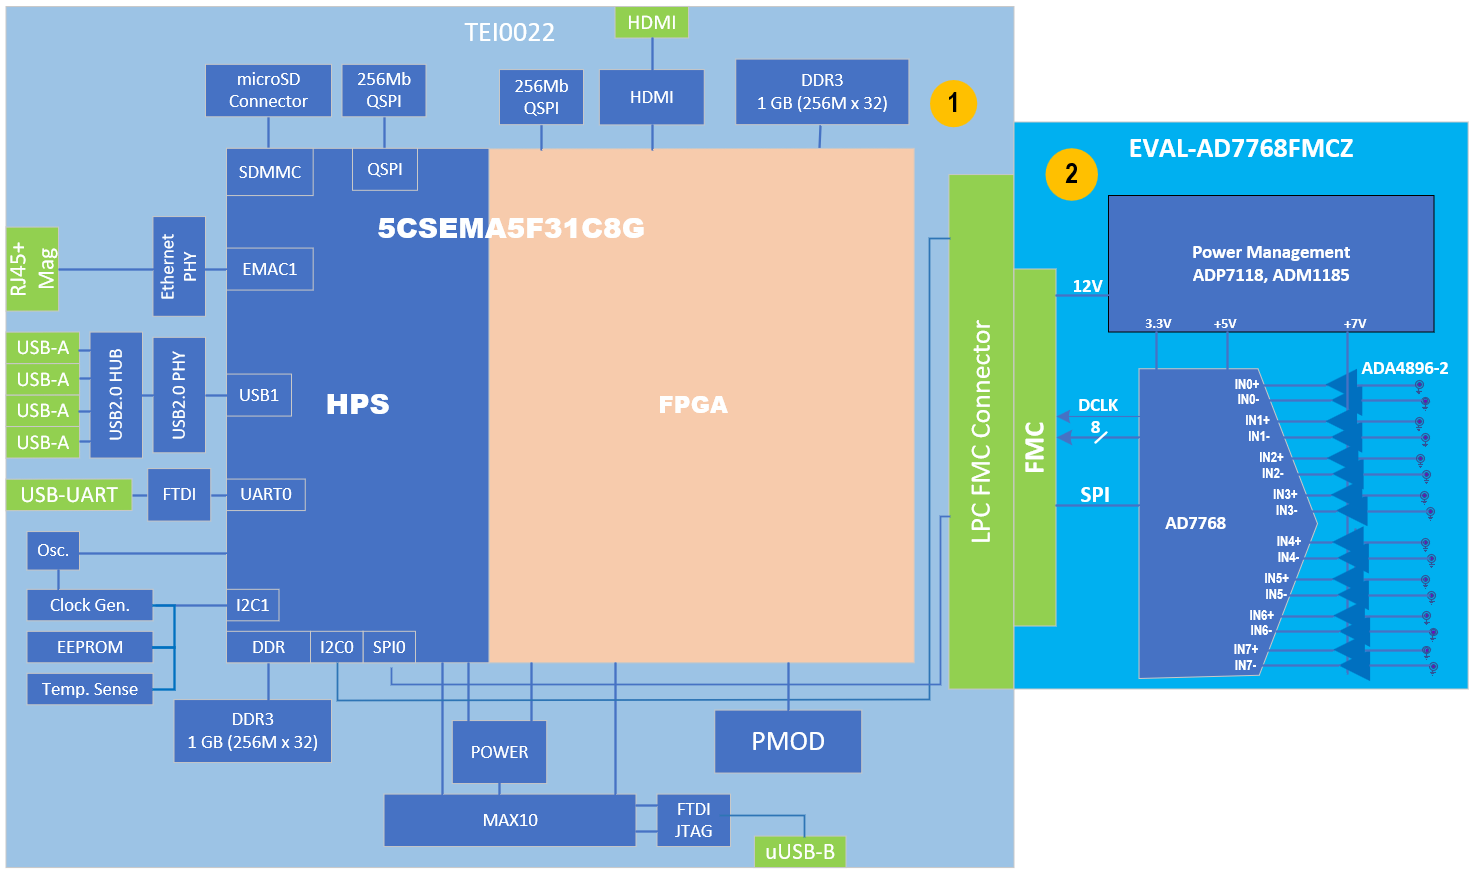 TEI0022
HDMI
microSD
Connector
256Mb
QSPI
256Mb
QSPI
HDMI
DDR3
1 GB (256M x 32)
1
SDMMC
QSPI
5CSEMA5F31C8G
RJ45+
Mag
Ethernet
PHY
EMAC1
USB-A
USB-A
USB-A
USB-A
USB2.0 HUB
USB2.0 PHY
USB1
HPS
FPGA
USB-UART
FTDI
UART0
Osc.
Clock Gen.
EEPROM
Temp. Sense
I2C1
DDR
I2C0
SPI0
DDR3
1 GB (256M x 32)
POWER
MAX10
FTDI
JTAG
uUSB-B
PMOD
LPC FMC Connector
2
EVAL-AD7768FMCZ
Power Management
ADP7118, ADM1185
3.3V
+5V
+7V
12V
FMC
DCLK
8
SPI
AD7768
ADA4896-2
IN0+
IN0-
IN1+
IN1-
IN2+
IN2-
IN3+
IN3-
IN4+
IN4-
IN5+
IN5-
IN6+
IN6-
IN7+
IN7-